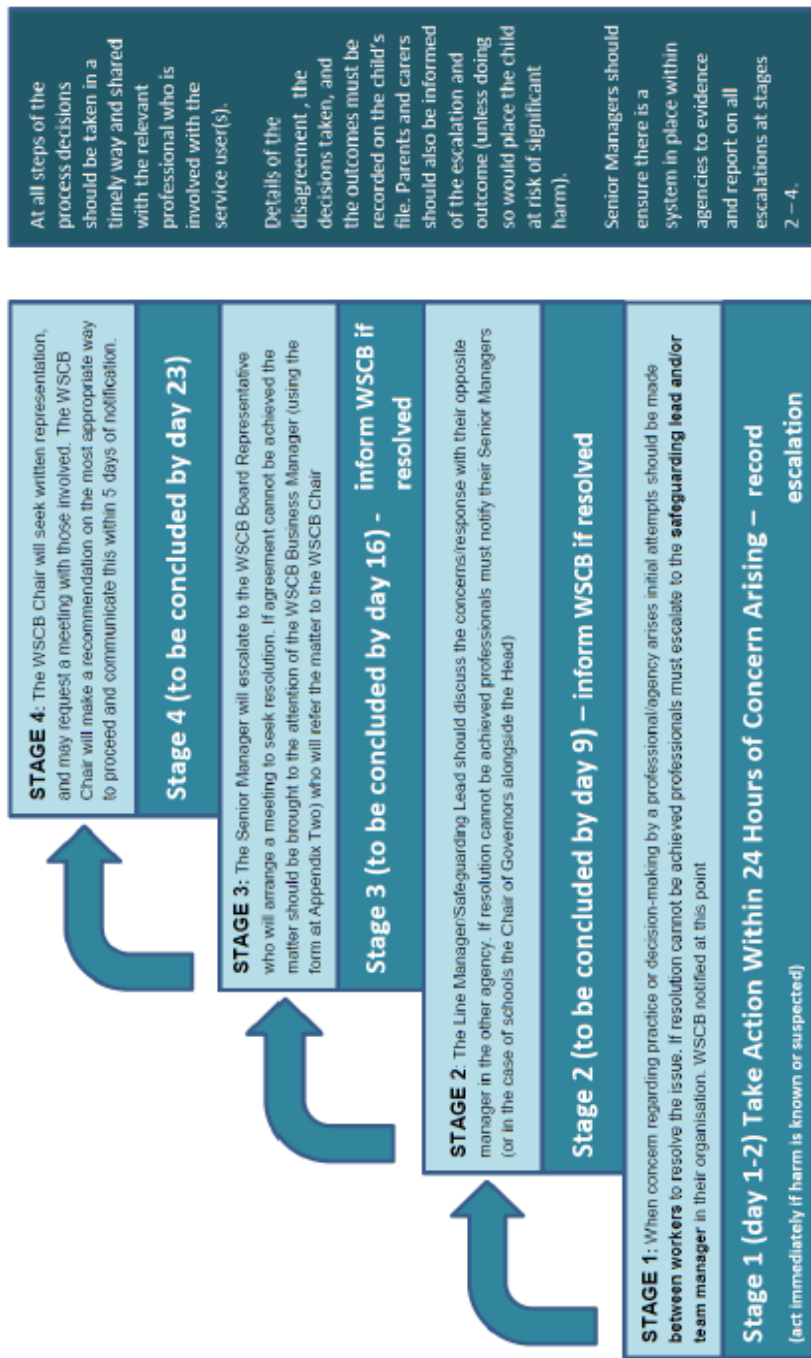 STAGE 4: The WSCB Chair will seek written representation,
and may request a meeting with those involved. The WSCB
Chair will make a recommendation on the most appropriate way
to proceed and communicate this within 5 days of notification.
Stage 4 (to be concluded by day 23)
STAGE 3: The Senior Manager will escalate to the WSCB Board Representative
who will arrange a meeting to seek resolution. If agreement cannot be achieved the
matter should be brought to the attention of the WSCB Business Manager (using the
form at Appendix Two) who will refer the matter to the WSCB Chair
Stage 3 (to be concluded by day 16) - inform WSCB if
resolved
STAGE 2: The Line Manager/Safeguarding Lead should discuss the concerns/response with their opposite
manager in the other agency. If resolution cannot be achieved professionals must notify their Senior Managers
(or in the case of schools the Chair of Governors alongside the Head)
Stage 2 (to be concluded by day 9) – inform WSCB if resolved
STAGE 1: When concern regarding practice or decision-making by a professional/agency arises initial attempts should be made
between workers to resolve the issue. If resolution cannot be achieved professionals must escalate to the safeguarding lead and/or
team manager in their organisation. WSCB notified at this point
Stage 1 (day 1-2) Take Action Within 24 Hours of Concern Arising – record
escalation
(act immediately if harm is known or suspected)
At all steps of the
process decisions
should be taken in a
timely way and shared
with the relevant
professional who is
involved with the
service user(s).
Details of the
disagreement , the
decisions taken, and
the outcomes must be
recorded on the child's
file. Parents and carers
should also be informed
of the escalation and
outcome (unless doing
so would place the child
at risk of significant
harm).
Senior Managers should
ensure there is a
system in place within
agencies to evidence
and report on all
escalations at stages
2 – 4.